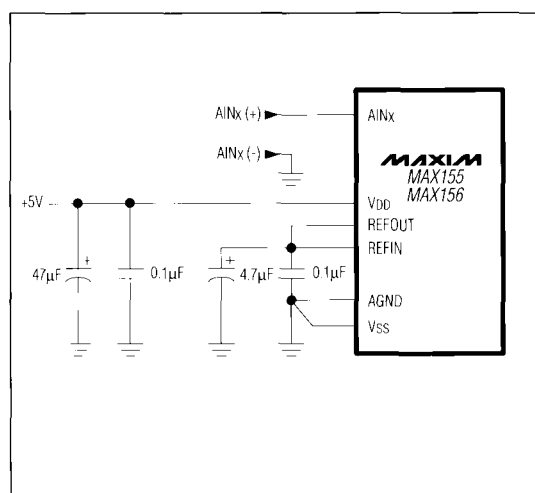 AINx (+)
AINx
AINx (-)
MAXIM
MAX155
MAX156
+5V
VDD
REFOUT
REFIN
+
+
47µF
0.1µF
4.7µF
0.1µF
AGND
VSS